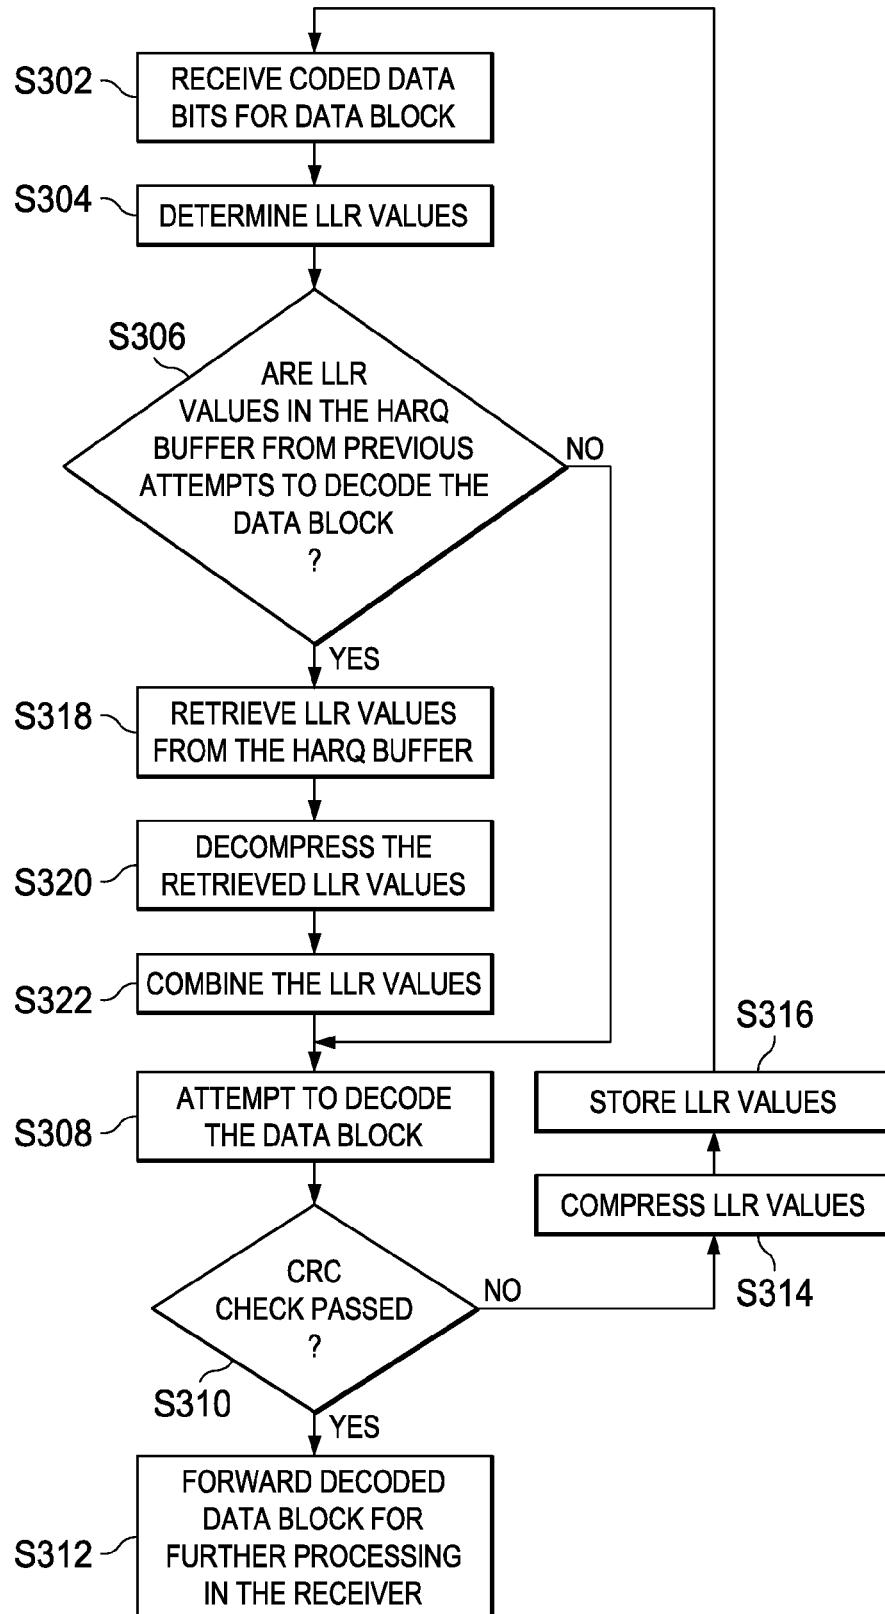 S302
RECEIVE CODED DATA
BITS FOR DATA BLOCK
S304
DETERMINE LLR VALUES
S306
ARE LLR
VALUES IN THE HARQ
BUFFER FROM PREVIOUS
ATTEMPTS TO DECODE THE
DATA BLOCK
?
NO
YES
S318
RETRIEVE LLR VALUES
FROM THE HARQ BUFFER
S320
DECOMPRESS THE
RETRIEVED LLR VALUES
S322
COMBINE THE LLR VALUES
S316
STORE LLR VALUES
S308
ATTEMPT TO DECODE
THE DATA BLOCK
COMPRESS LLR VALUES
S314
CRC
CHECK PASSED
?
NO
S310
YES
S312
FORWARD DECODED
DATA BLOCK FOR
FURTHER PROCESSING
IN THE RECEIVER